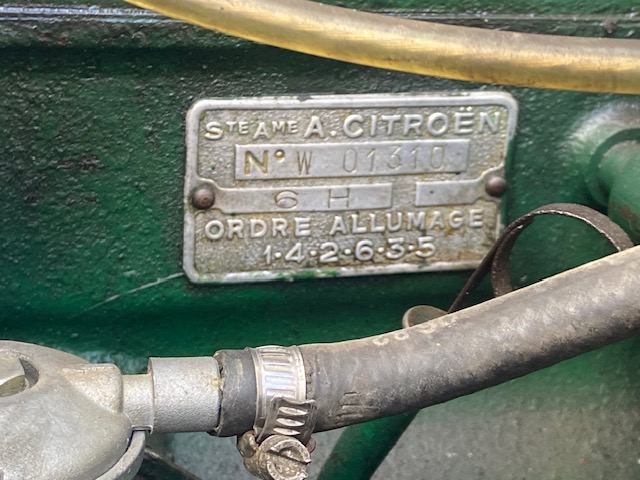 STE AME A. CITROËN
N° W 01310
6 H
ORDRE ALLUMAGE
1·4·2·6·3·5